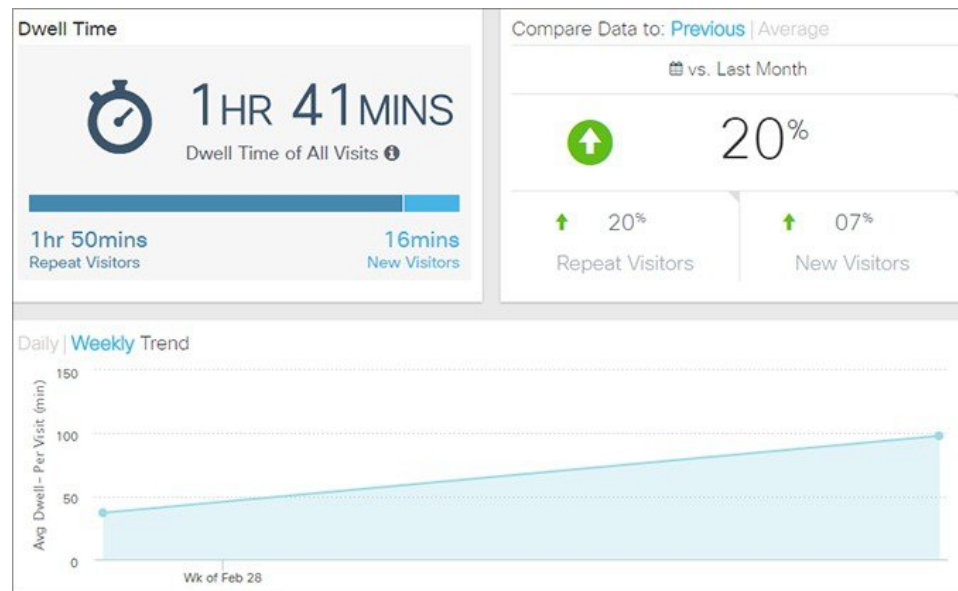 Dwell Time
1HR 41MINS
Dwell Time of All Visits
1hr 50mins
Repeat Visitors
16mins
New Visitors
Compare Data to: Previous | Average
vs. Last Month
20%
20%
Repeat Visitors
07%
New Visitors
Daily | Weekly Trend
Avg Dwell - Per Visit (min)
150
100
50
0
Wk of Feb 28